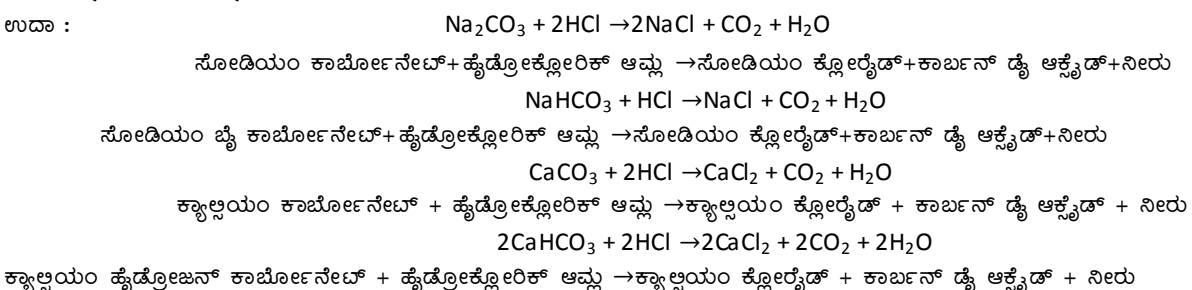 ಉದಾ : Na₂CO₃ + 2HCl →2NaCl + CO₂ + H₂O
ಸೋಡಿಯಂ ಕಾರ್ಬೋನೇಟ್+ಹೈಡ್ರೋಕ್ಲೋರಿಕ್ ಆಮ್ಲ →ಸೋಡಿಯಂ ಕ್ಲೋರೈಡ್+ಕಾರ್ಬನ್ ಡೈ ಆಕ್ಸೈಡ್+ನೀರು
NaHCO₃ + HCl →NaCl + CO₂ + H₂O
ಸೋಡಿಯಂ ಬೈ ಕಾರ್ಬೋನೇಟ್+ಹೈಡ್ರೋಕ್ಲೋರಿಕ್ ಆಮ್ಲ →ಸೋಡಿಯಂ ಕ್ಲೋರೈಡ್+ಕಾರ್ಬನ್ ಡೈ ಆಕ್ಸೈಡ್+ನೀರು
CaCO₃ + 2HCl →CaCl₂ + CO₂ + H₂O
ಕ್ಯಾಲ್ಸಿಯಂ ಕಾರ್ಬೋನೇಟ್ + ಹೈಡ್ರೋಕ್ಲೋರಿಕ್ ಆಮ್ಲ →ಕ್ಯಾಲ್ಸಿಯಂ ಕ್ಲೋರೈಡ್ + ಕಾರ್ಬನ್ ಡೈ ಆಕ್ಸೈಡ್ + ನೀರು
2CaHCO₃ + 2HCl →2CaCl₂ + 2CO₂ + 2H₂O
ಕ್ಯಾಲ್ಸಿಯಂ ಹೈಡ್ರೋಜನ್ ಕಾರ್ಬೋನೇಟ್ + ಹೈಡ್ರೋಕ್ಲೋರಿಕ್ ಆಮ್ಲ →ಕ್ಯಾಲ್ಸಿಯಂ ಕ್ಲೋರೈಡ್ + ಕಾರ್ಬನ್ ಡೈ ಆಕ್ಸೈಡ್ + ನೀರು